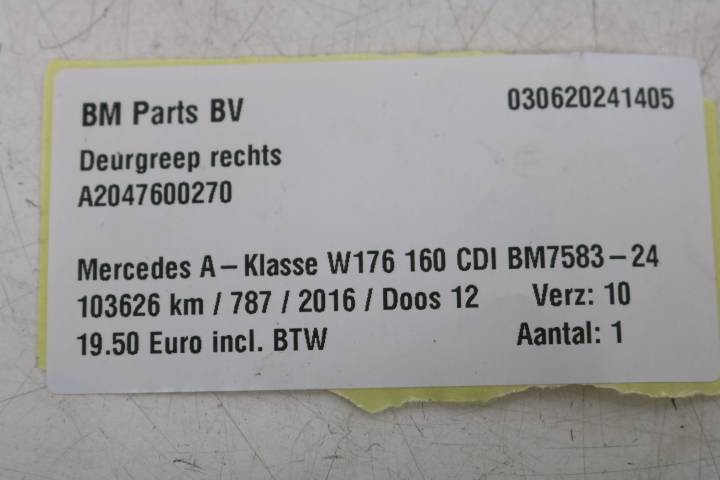 BM Parts BV 030620241405
Deurgreep rechts
A2047600270
Mercedes A-Klasse W176 160 CDI BM7583-24
103626 km / 787 / 2016 / Doos 12 Verz: 10
19.50 Euro incl. BTW Aantal: 1